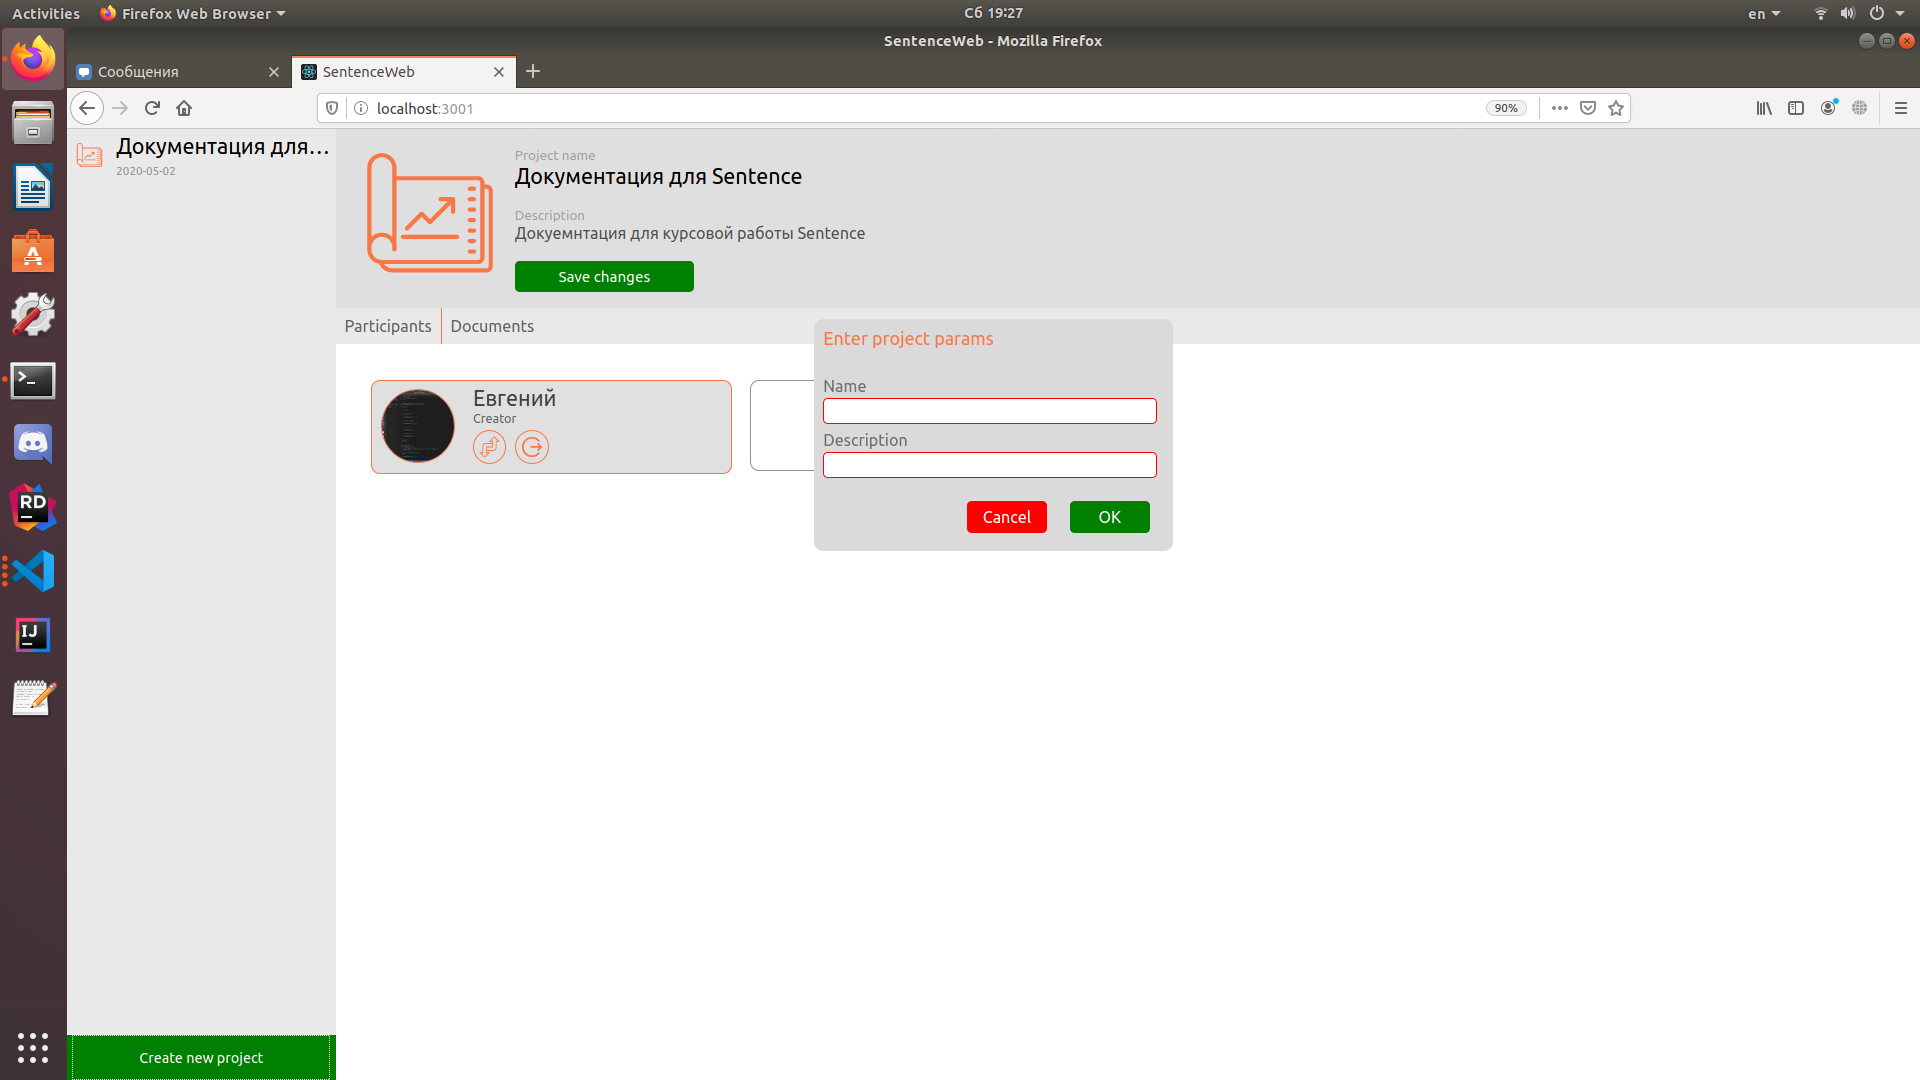 Activities
Firefox Web Browser
Сб 19:27
en
SentenceWeb - Mozilla Firefox
Сообщения
SentenceWeb
localhost:3001
90%
Документация для...
2020-05-02
Project name
Документация для Sentence
Description
Докуемнтация для курсовой работы Sentence
Save changes
Participants
Documents
Enter project params
Name
Description
Cancel
OK
Евгений
Creator
RD
IJ
Create new project